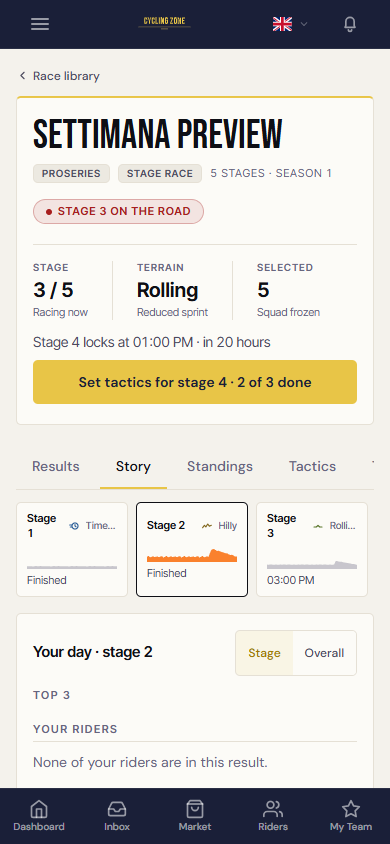 CYCLING ZONE
Race library
SETTIMANA PREVIEW
PROSERIES STAGE RACE 5 STAGES · SEASON 1
STAGE 3 ON THE ROAD
STAGE TERRAIN SELECTED
3 / 5 Rolling 5
Racing now Reduced sprint Squad frozen
Stage 4 locks at 01:00 PM · in 20 hours
Set tactics for stage 4 · 2 of 3 done
Results Story Standings Tactics
Stage 1 Time...
Finished
Stage 2 Hilly
Finished
Stage 3 Rolli...
03:00 PM
Your day · stage 2 Stage Overall
TOP 3
YOUR RIDERS
None of your riders are in this result.
Dashboard Inbox Market Riders My Team